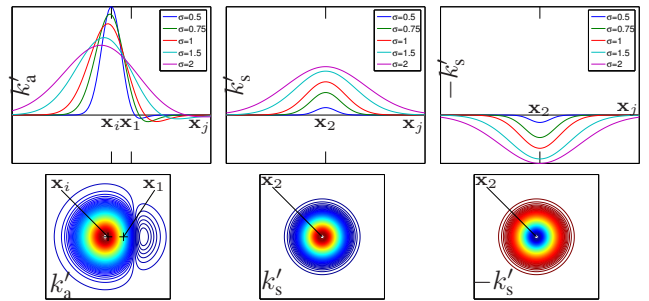 σ=0.5
σ=0.75
σ=1
σ=1.5
σ=2
k′a
xi x1
xj
σ=0.5
σ=0.75
σ=1
σ=1.5
σ=2
k′s
x2
xj
σ=0.5
σ=0.75
σ=1
σ=1.5
σ=2
−k′s
x2
xj
xi
x1
k′a
x2
k′s
x2
−k′s